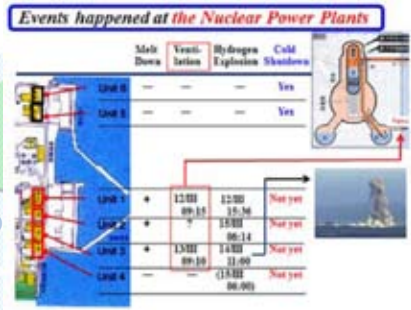 Events happened at the Nuclear Power Plants
Melt Down Venti-lation Hydrogen Explosion Cold Shutdown
Unit 6 — — — Yes
Unit 5 — — — Yes
Unit 1 + 12/III 09:15 12/III 15:36 Not yet
Unit 2 + ? 15/III 06:14 Not yet
Unit 3 + 13/III 09:10 14/III 11:00 Not yet
Unit 4 — — (15/III 06:00) Not yet